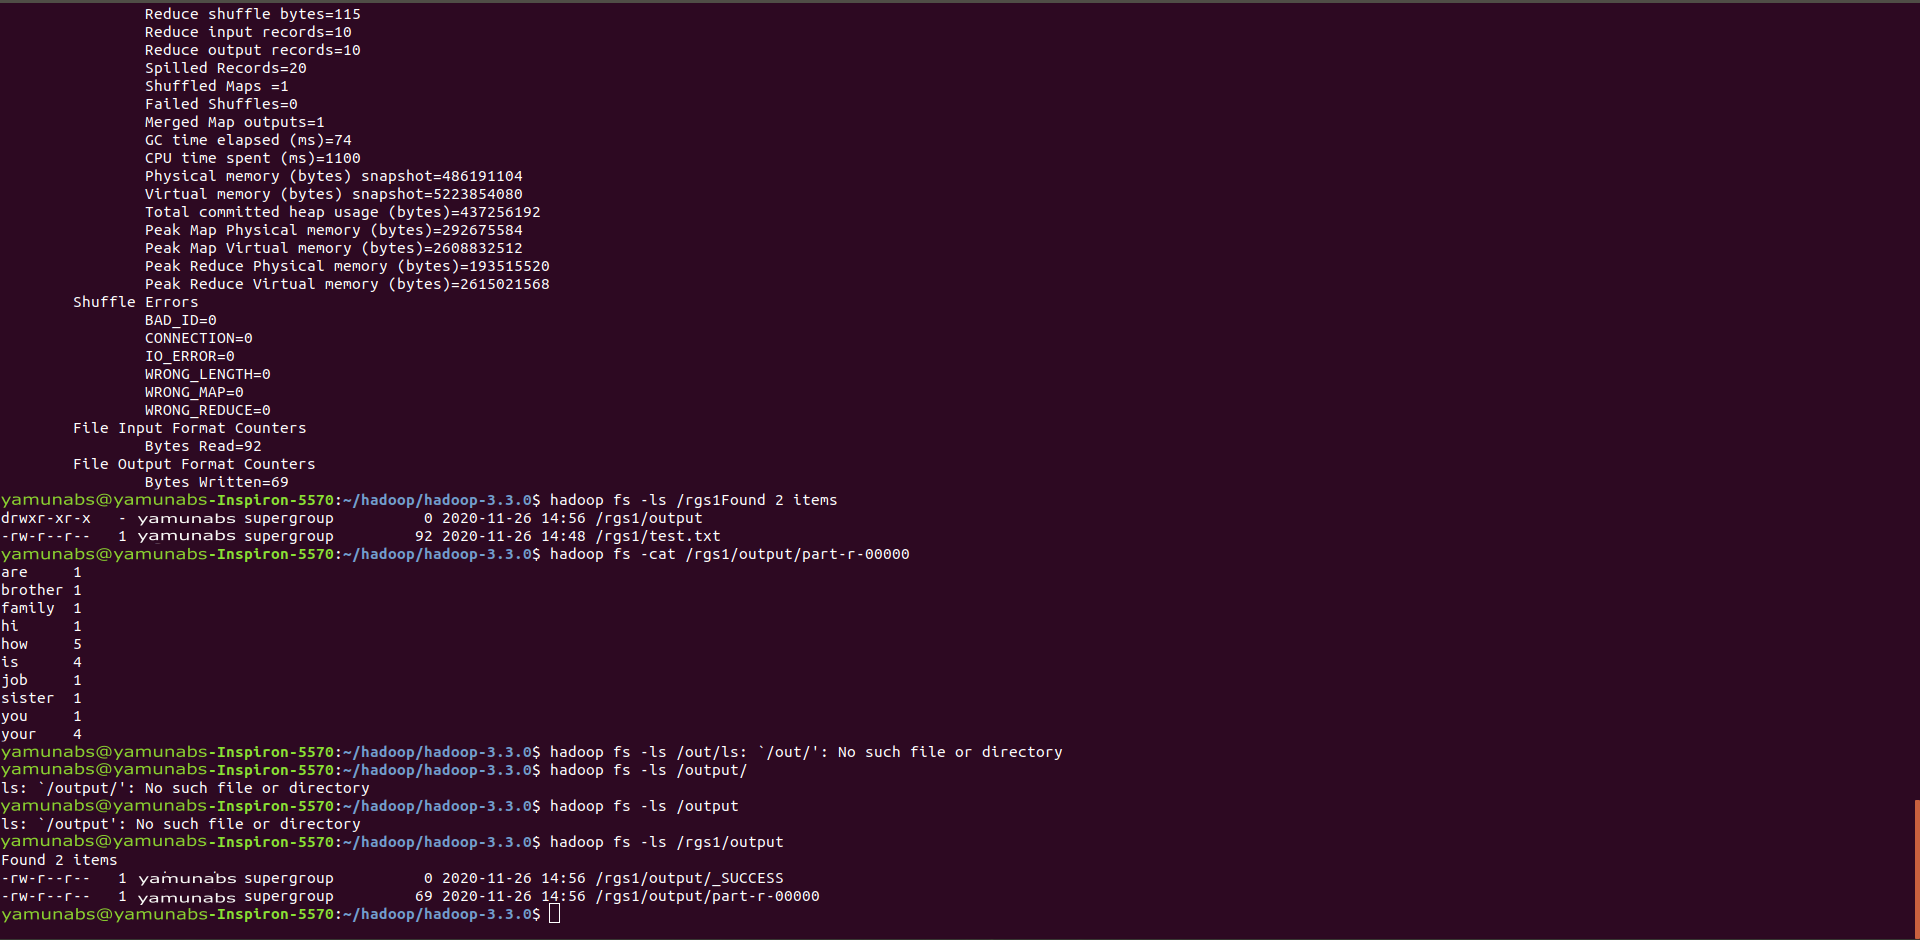 Reduce shuffle bytes=115
Reduce input records=10
Reduce output records=10
Spilled Records=20
Shuffled Maps =1
Failed Shuffles=0
Merged Map outputs=1
GC time elapsed (ms)=74
CPU time spent (ms)=1100
Physical memory (bytes) snapshot=486191104
Virtual memory (bytes) snapshot=5223854080
Total committed heap usage (bytes)=437256192
Peak Map Physical memory (bytes)=292675584
Peak Map Virtual memory (bytes)=2608832512
Peak Reduce Physical memory (bytes)=193515520
Peak Reduce Virtual memory (bytes)=2615021568
Shuffle Errors
BAD_ID=0
CONNECTION=0
IO_ERROR=0
WRONG_LENGTH=0
WRONG_MAP=0
WRONG_REDUCE=0
File Input Format Counters
Bytes Read=92
File Output Format Counters
Bytes Written=69
yamunabs@yamunabs-Inspiron-5570:~/hadoop/hadoop-3.3.0$ hadoop fs -ls /rgs1Found 2 items
drwxr-xr-x   - yamunabs supergroup          0 2020-11-26 14:56 /rgs1/output
-rw-r--r--   1 yamunabs supergroup         92 2020-11-26 14:48 /rgs1/test.txt
yamunabs@yamunabs-Inspiron-5570:~/hadoop/hadoop-3.3.0$ hadoop fs -cat /rgs1/output/part-r-00000
are     1
brother 1
family  1
hi      1
how     5
is      4
job     1
sister  1
you     1
your    4
yamunabs@yamunabs-Inspiron-5570:~/hadoop/hadoop-3.3.0$ hadoop fs -ls /out/ls: `/out/': No such file or directory
yamunabs@yamunabs-Inspiron-5570:~/hadoop/hadoop-3.3.0$ hadoop fs -ls /output/
ls: `/output/': No such file or directory
yamunabs@yamunabs-Inspiron-5570:~/hadoop/hadoop-3.3.0$ hadoop fs -ls /output
ls: `/output': No such file or directory
yamunabs@yamunabs-Inspiron-5570:~/hadoop/hadoop-3.3.0$ hadoop fs -ls /rgs1/output
Found 2 items
-rw-r--r--   1 yamunabs supergroup          0 2020-11-26 14:56 /rgs1/output/_SUCCESS
-rw-r--r--   1 yamunabs supergroup         69 2020-11-26 14:56 /rgs1/output/part-r-00000
yamunabs@yamunabs-Inspiron-5570:~/hadoop/hadoop-3.3.0$